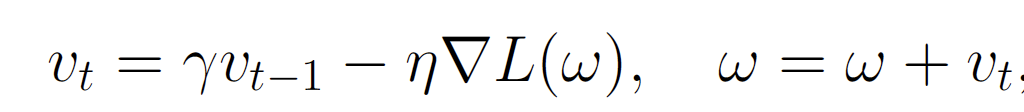 v_t = γv_{t−1} − η∇L(ω), ω = ω + v_t,